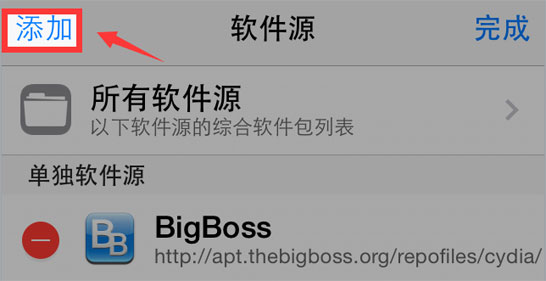 添加 软件源 完成
所有软件源
以下软件源的综合软件包列表
单独软件源
BB BigBoss
http://apt.thebigboss.org/repofiles/cydia/